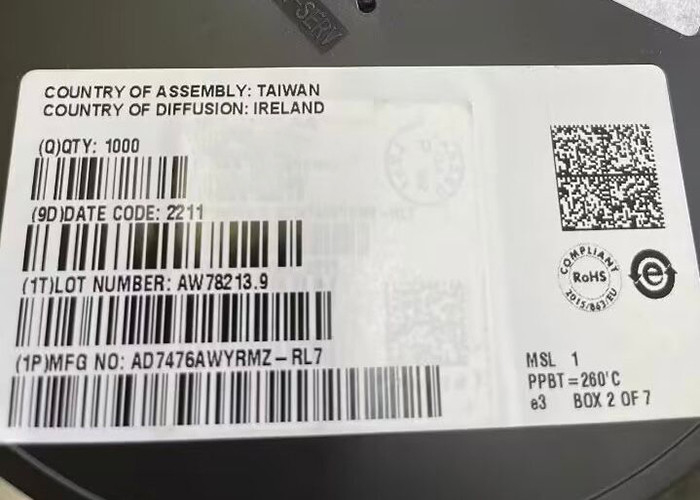 COUNTRY OF ASSEMBLY: TAIWAN
COUNTRY OF DIFFUSION: IRELAND
(Q)QTY: 1000
(9D)DATE CODE: 2211
(1T)LOT NUMBER: AW78213.9
(1P)MFG NO: AD7476AWYRMZ-RL7
COMPLIANT
RoHS
2015/863/EU
e
MSL 1
PPBT=260'C
e3 BOX 2 OF 7